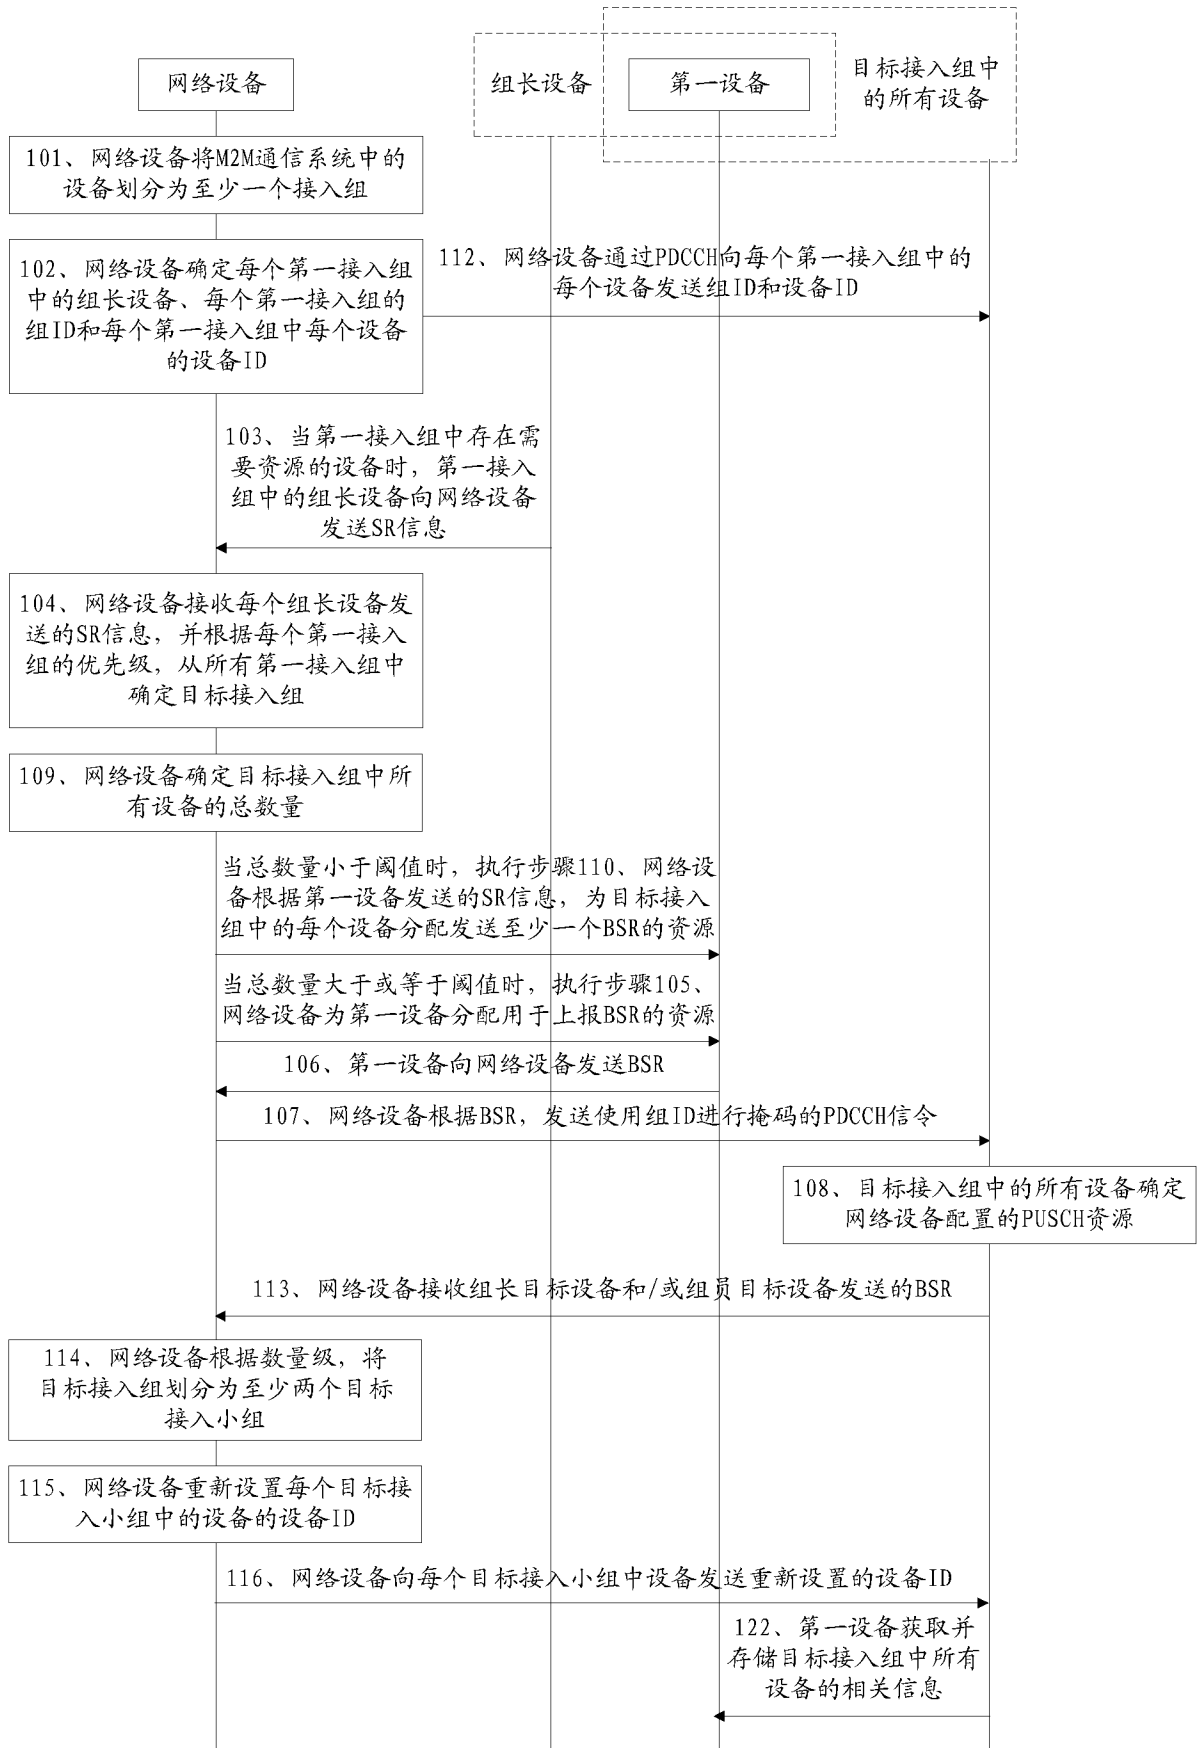 网络设备
组长设备
第一设备
目标接入组中
的所有设备
101、网络设备将M2M通信系统中的
设备划分为至少一个接入组
102、网络设备确定每个第一接入组
中的组长设备、每个第一接入组的
组ID和每个第一接入组中每个设备
的设备ID
112、网络设备通过PDCCH向每个第一接入组中的
每个设备发送组ID和设备ID
103、当第一接入组中存在需
要资源的设备时，第一接入
组中的组长设备向网络设备
发送SR信息
104、网络设备接收每个组长设备发
送的SR信息，并根据每个第一接入
组的优先级，从所有第一接入组中
确定目标接入组
109、网络设备确定目标接入组中所
有设备的总数量
当总数量小于阈值时，执行步骤110、网络设
备根据第一设备发送的SR信息，为目标接入
组中的每个设备分配发送至少一个BSR的资源
当总数量大于或等于阈值时，执行步骤105、
网络设备为第一设备分配用于上报BSR的资源
106、第一设备向网络设备发送BSR
107、网络设备根据BSR，发送使用组ID进行掩码的PDCCH信令
108、目标接入组中的所有设备确定
网络设备配置的PUSCH资源
113、网络设备接收组长目标设备和/或组员目标设备发送的BSR
114、网络设备根据数量级，将
目标接入组划分为至少两个目标
接入小组
115、网络设备重新设置每个目标接
入小组中的设备的设备ID
116、网络设备向每个目标接入小组中设备发送重新设置的设备ID
122、第一设备获取并
存储目标接入组中所有
设备的相关信息